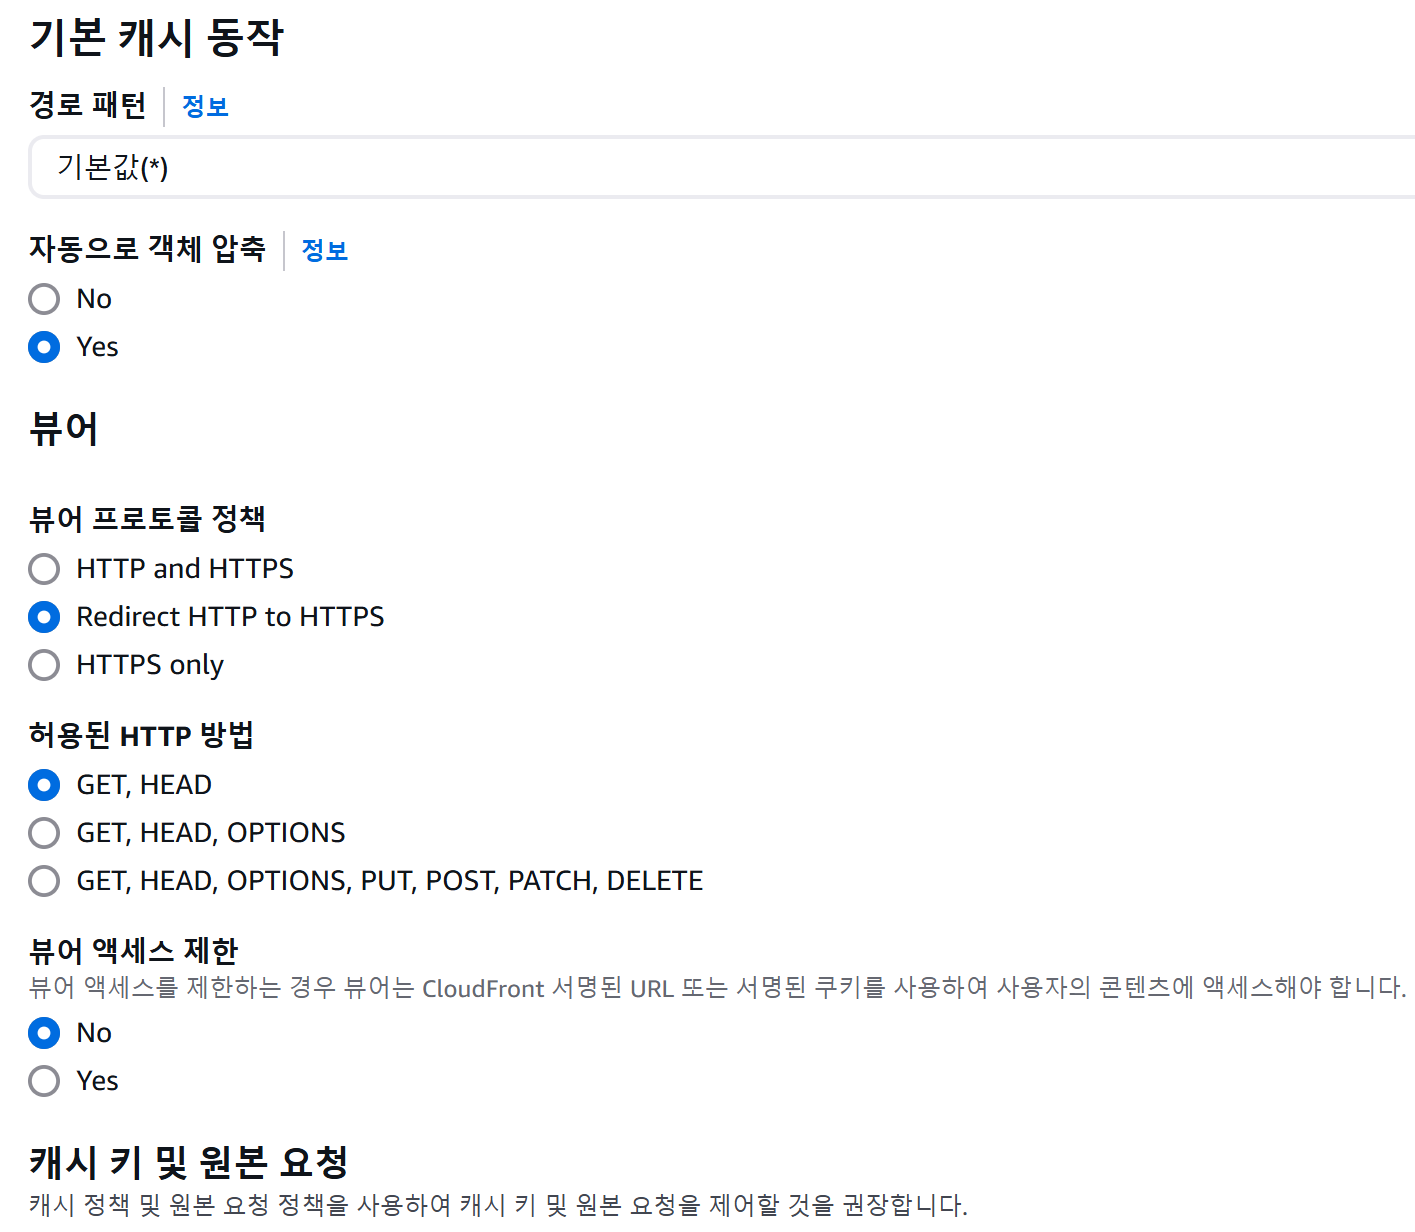 기본 캐시 동작
경로 패턴 정보
기본값(*)
자동으로 객체 압축 정보
No
Yes
뷰어
뷰어 프로토콜 정책
HTTP and HTTPS
Redirect HTTP to HTTPS
HTTPS only
허용된 HTTP 방법
GET, HEAD
GET, HEAD, OPTIONS
GET, HEAD, OPTIONS, PUT, POST, PATCH, DELETE
뷰어 액세스 제한
뷰어 액세스를 제한하는 경우 뷰어는 CloudFront 서명된 URL 또는 서명된 쿠키를 사용하여 사용자의 콘텐츠에 액세스해야 합니다.
No
Yes
캐시 키 및 원본 요청
캐시 정책 및 원본 요청 정책을 사용하여 캐시 키 및 원본 요청을 제어할 것을 권장합니다.